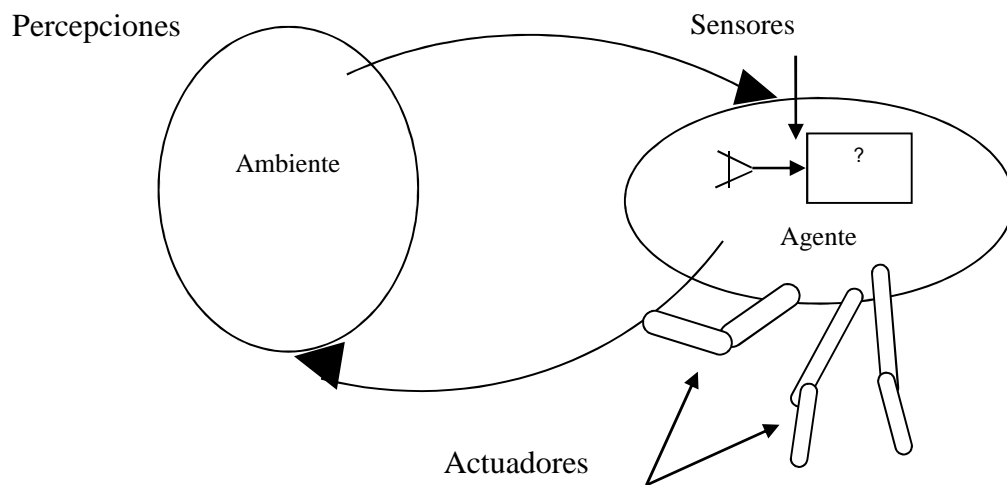 Percepciones
Sensores
Ambiente
?
Agente
Actuadores